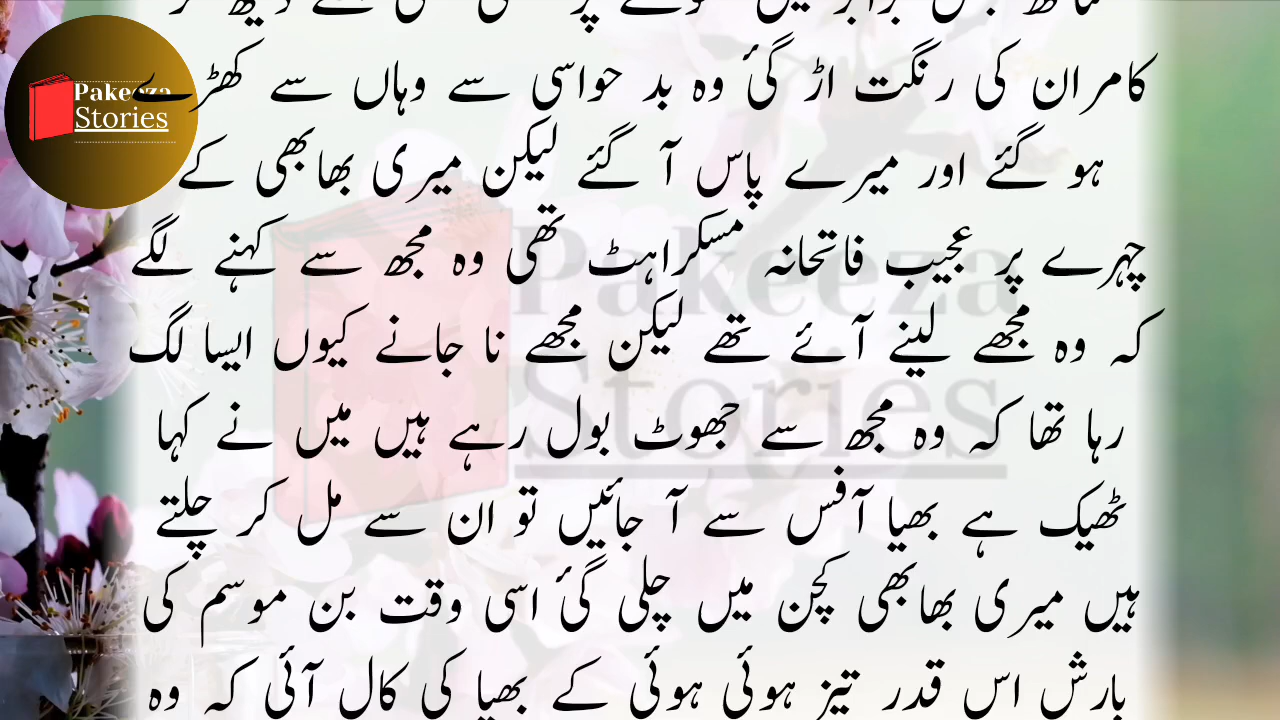 کامران کی رنگت اڑ گئ وہ بد حواسی سے وہاں سے کھڑے
ہو گئے اور میرے پاس آ گئے لیکن میری بھابھی کے
چہرے پر عجیب فاتحانہ مسکراہٹ تھی وہ مجھ سے کہنے لگے
کہ وہ مجھے لینے آئے تھے لیکن مجھے نا جانے کیوں ایسا لگ
رہا تھا کہ وہ مجھ سے جھوٹ بول رہے ہیں میں نے کہا
ٹھیک ہے بھیا آفس سے آ جائیں تو ان سے مل کر چلتے
ہیں میری بھابھی کچن میں چلی گئ اسی وقت بن موسم کی
بارش اس قدر تیز ہوئی ہوئی کے بھیا کی کال آئی کہ وہ
Pakeeza
Stories
Pakeeza
Stories